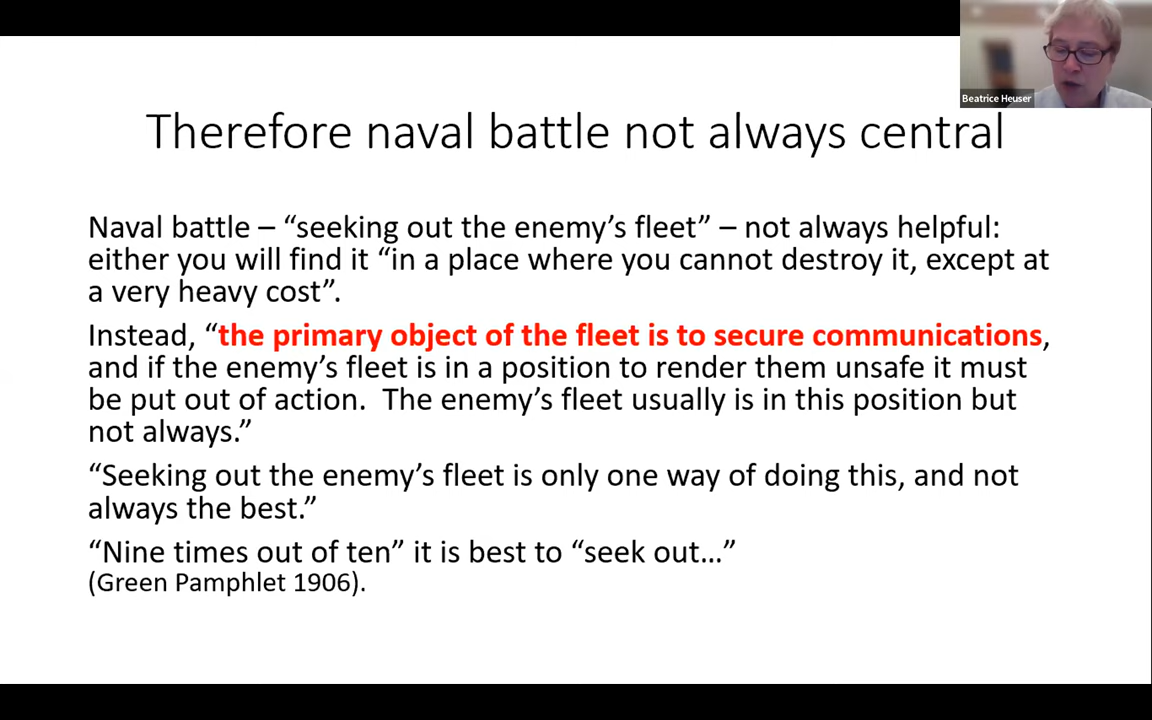 Beatrice Heuser
Therefore naval battle not always central
Naval battle – “seeking out the enemy’s fleet” – not always helpful:
either you will find it “in a place where you cannot destroy it, except at
a very heavy cost”.
Instead, “the primary object of the fleet is to secure communications,
and if the enemy’s fleet is in a position to render them unsafe it must
be put out of action.  The enemy’s fleet usually is in this position but
not always.”
“Seeking out the enemy’s fleet is only one way of doing this, and not
always the best.”
“Nine times out of ten” it is best to “seek out…”
(Green Pamphlet 1906).